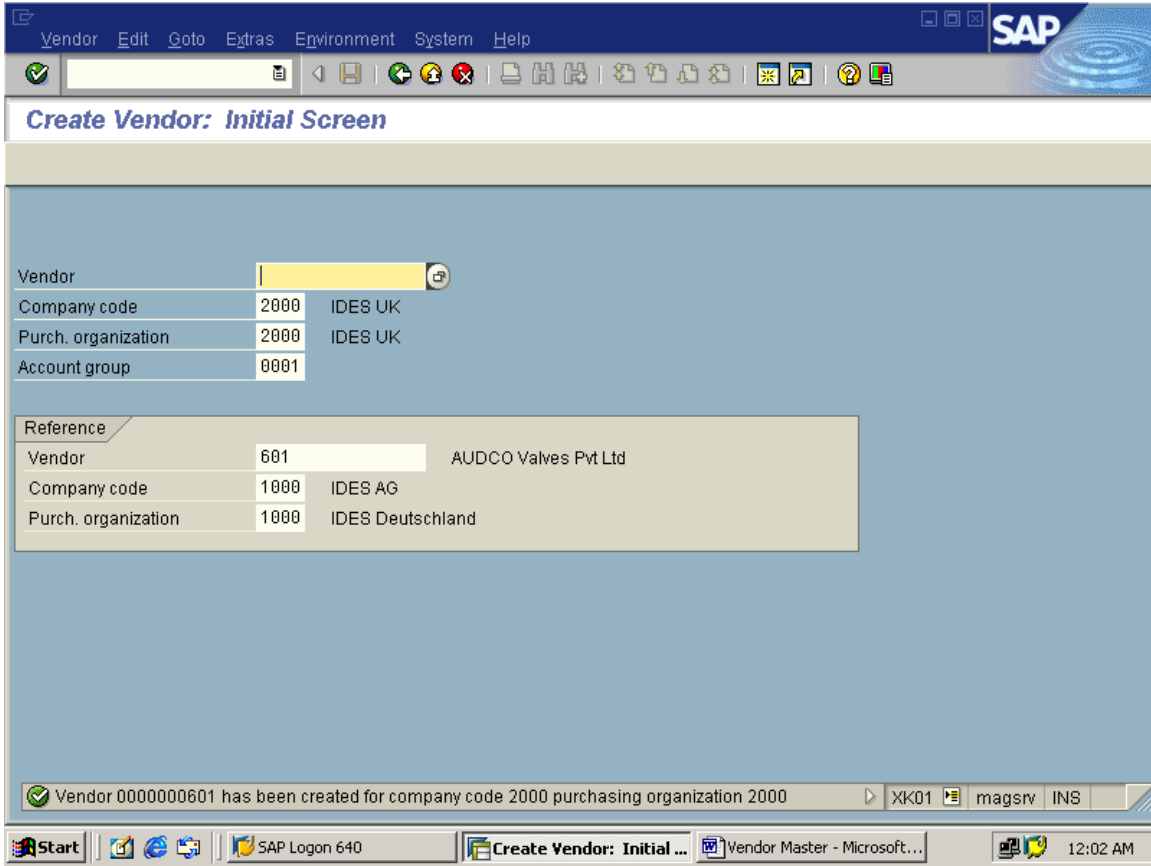 Vendor Edit Goto Extras Environment System Help
SAP
Create Vendor: Initial Screen
Vendor
Company code 2000 IDES UK
Purch. organization 2000 IDES UK
Account group 0001
Reference
Vendor 601 AUDCO Valves Pvt Ltd
Company code 1000 IDES AG
Purch. organization 1000 IDES Deutschland
Vendor 0000000601 has been created for company code 2000 purchasing organization 2000 XK01 magsrv INS
Start SAP Logon 640 Create Vendor: Initial ... Vendor Master - Microsoft... 12:02 AM